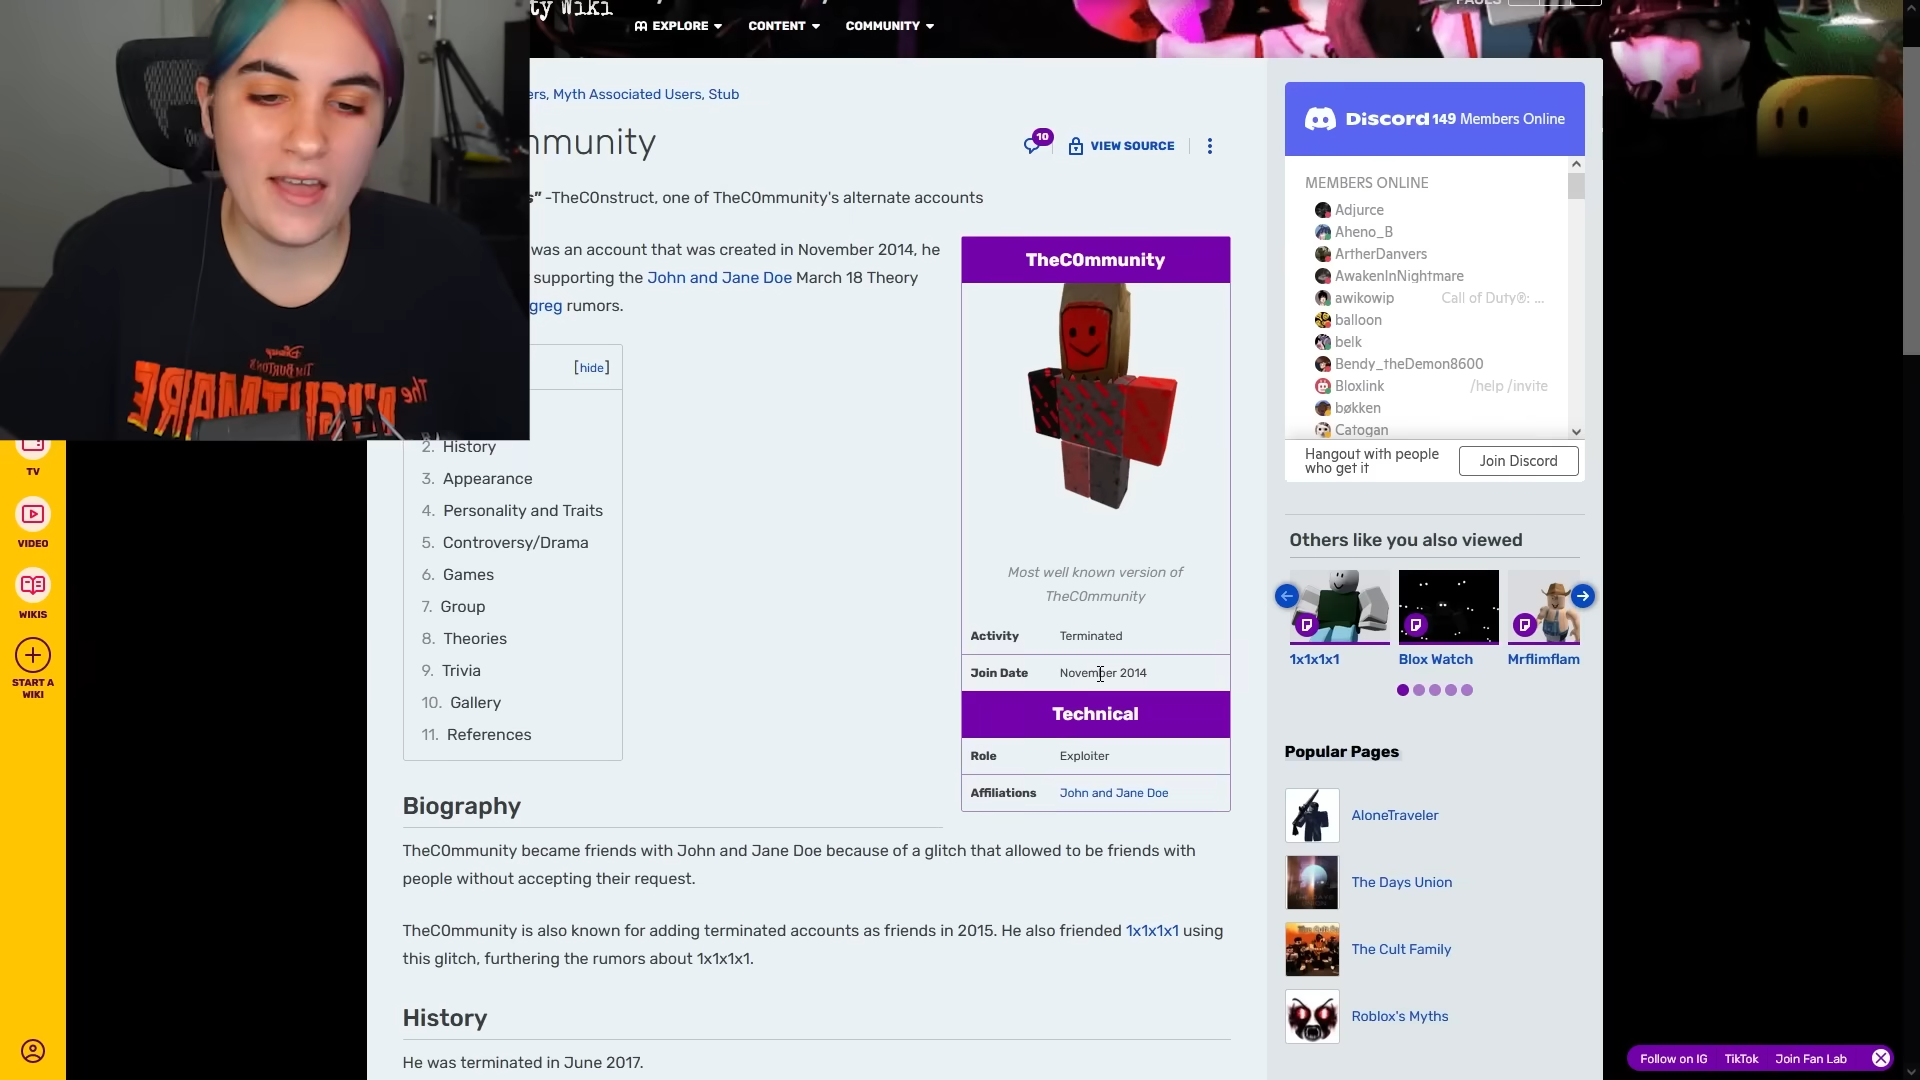 ty Wiki
EXPLORE
CONTENT
COMMUNITY
PAGES
ers, Myth Associated Users, Stub
mmunity
10
VIEW SOURCE
s" -TheC0nstruct, one of TheC0mmunity's alternate accounts
was an account that was created in November 2014, he
supporting the John and Jane Doe March 18 Theory
greg rumors.
[hide]
2. History
3. Appearance
4. Personality and Traits
5. Controversy/Drama
6. Games
7. Group
8. Theories
9. Trivia
10. Gallery
11. References
TheC0mmunity
Most well known version of
TheC0mmunity
Activity Terminated
Join Date November 2014
Technical
Role Exploiter
Affiliations John and Jane Doe
Biography
TheC0mmunity became friends with John and Jane Doe because of a glitch that allowed to be friends with
people without accepting their request.
TheC0mmunity is also known for adding terminated accounts as friends in 2015. He also friended 1x1x1x1 using
this glitch, furthering the rumors about 1x1x1x1.
History
He was terminated in June 2017.
Discord 149 Members Online
MEMBERS ONLINE
Adjurce
Aheno_B
ArtherDanvers
AwakenInNightmare
awikowip Call of Duty®: ...
balloon
belk
Bendy_theDemon8600
Bloxlink /help /invite
bøkken
Catogan
Hangout with people
who get it
Join Discord
Others like you also viewed
1x1x1x1
Blox Watch
Mrflimflam
Popular Pages
AloneTraveler
The Days Union
The Cult Family
Roblox's Myths
Follow on IG
TikTok
Join Fan Lab
TV
VIDEO
WIKIS
START A
WIKI
Disney
TIM BURTON'S
The NIGHTMARE